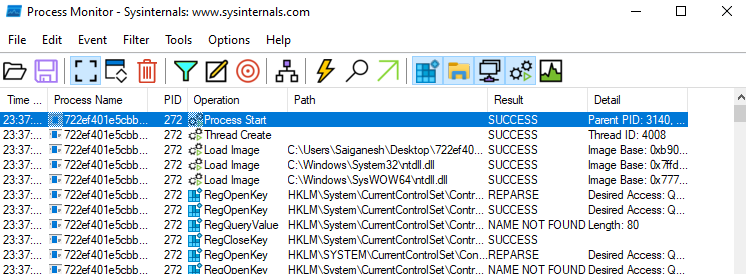 Process Monitor - Sysinternals: www.sysinternals.com
File Edit Event Filter Tools Options Help
Time ... Process Name PID Operation Path Result Detail
23:37:... 722ef401e5cbb... 272 Process Start SUCCESS Parent PID: 3140, ...
23:37:... 722ef401e5cbb... 272 Thread Create SUCCESS Thread ID: 4008
23:37:... 722ef401e5cbb... 272 Load Image C:\Users\Saiganesh\Desktop\722ef40... SUCCESS Image Base: 0xb90...
23:37:... 722ef401e5cbb... 272 Load Image C:\Windows\System32\ntdll.dll SUCCESS Image Base: 0x7ffd...
23:37:... 722ef401e5cbb... 272 Load Image C:\Windows\SysWOW64\ntdll.dll SUCCESS Image Base: 0x777...
23:37:... 722ef401e5cbb... 272 RegOpenKey HKLM\System\CurrentControlSet\Contr... REPARSE Desired Access: Q...
23:37:... 722ef401e5cbb... 272 RegOpenKey HKLM\System\CurrentControlSet\Contr... SUCCESS Desired Access: Q...
23:37:... 722ef401e5cbb... 272 RegQueryValue HKLM\System\CurrentControlSet\Contr... NAME NOT FOUND Length: 80
23:37:... 722ef401e5cbb... 272 RegCloseKey HKLM\System\CurrentControlSet\Contr... SUCCESS
23:37:... 722ef401e5cbb... 272 RegOpenKey HKLM\SYSTEM\CurrentControlSet\Con... REPARSE Desired Access: Q...
23:37:... 722ef401e5cbb... 272 RegOpenKey HKLM\System\CurrentControlSet\Contr... NAME NOT FOUND Desired Access: Q...